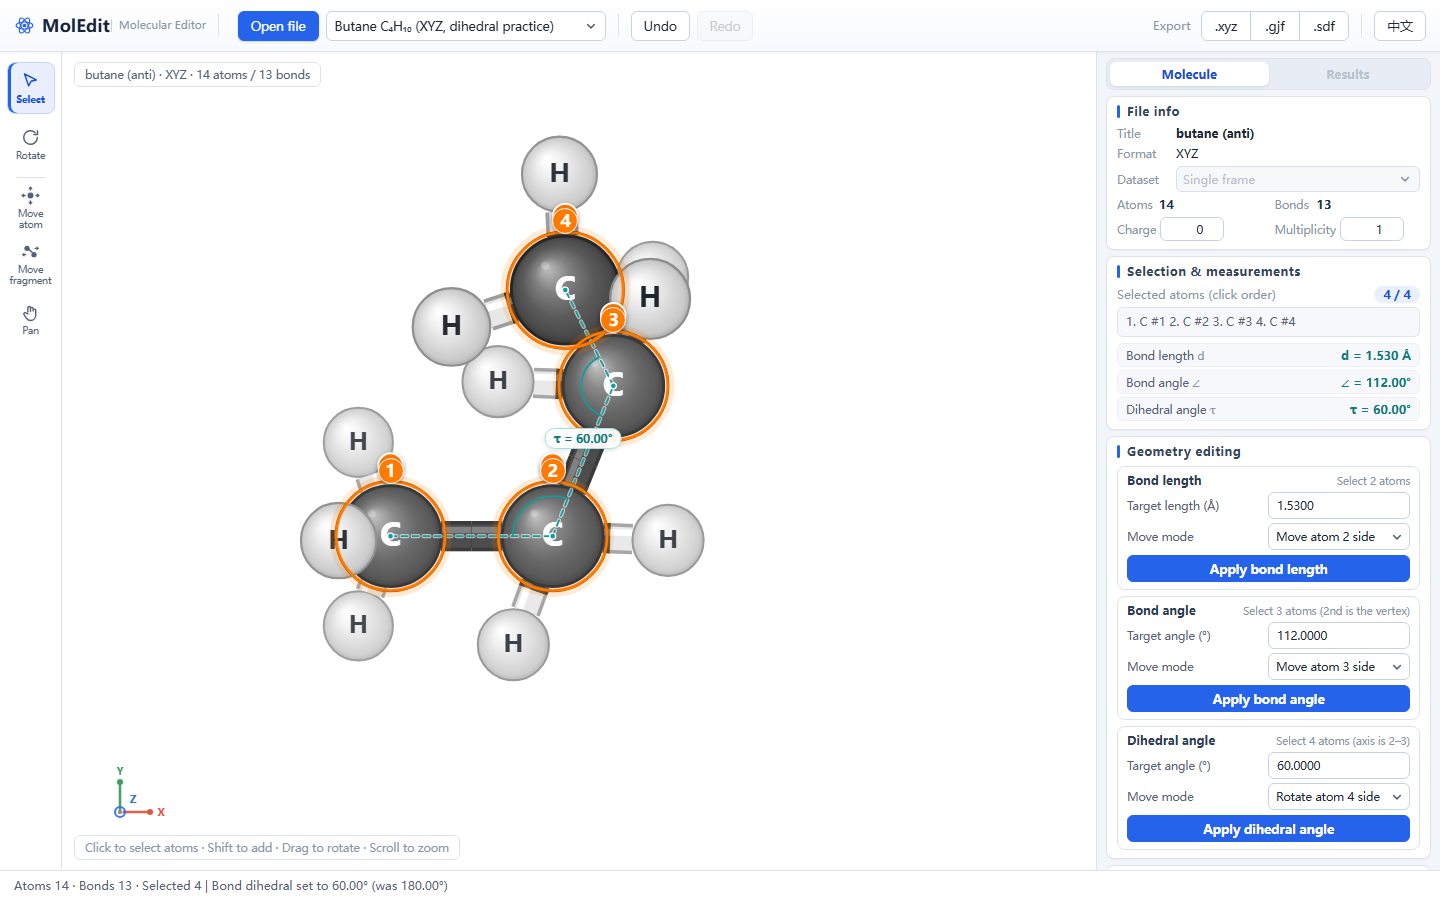 MolEdit Molecular Editor Open file Butane C₄H₁₀ (XYZ, dihedral practice) Undo Redo Export .xyz .gjf .sdf 中文
Select
Rotate
Move
atom
Move
fragment
Pan
butane (anti) · XYZ · 14 atoms / 13 bonds
H
4
C
H
H
3
H
C
τ = 60.00°
H
1
2
H
C
C
H
H
H
Y
Z
X
Click to select atoms · Shift to add · Drag to rotate · Scroll to zoom
Molecule Results
File info
Title butane (anti)
Format XYZ
Dataset Single frame
Atoms 14 Bonds 13
Charge 0 Multiplicity 1
Selection & measurements
Selected atoms (click order) 4 / 4
1. C #1 2. C #2 3. C #3 4. C #4
Bond length d d = 1.530 Å
Bond angle ∠ ∠ = 112.00°
Dihedral angle τ τ = 60.00°
Geometry editing
Bond length Select 2 atoms
Target length (Å) 1.5300
Move mode Move atom 2 side
Apply bond length
Bond angle Select 3 atoms (2nd is the vertex)
Target angle (°) 112.0000
Move mode Move atom 3 side
Apply bond angle
Dihedral angle Select 4 atoms (axis is 2–3)
Target angle (°) 60.0000
Move mode Rotate atom 4 side
Apply dihedral angle
Atoms 14 · Bonds 13 · Selected 4 | Bond dihedral set to 60.00° (was 180.00°)